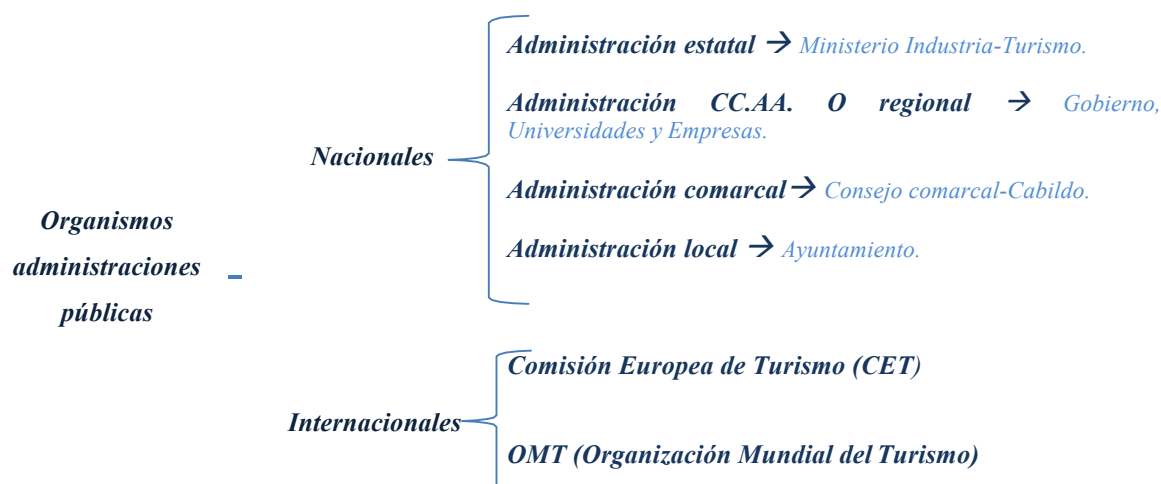 Organismos
administraciones
públicas
Nacionales
Administración estatal → Ministerio Industria-Turismo.
Administración CC.AA. O regional → Gobierno,
Universidades y Empresas.
Administración comarcal→ Consejo comarcal-Cabildo.
Administración local → Ayuntamiento.
Internacionales
Comisión Europea de Turismo (CET)
OMT (Organización Mundial del Turismo)